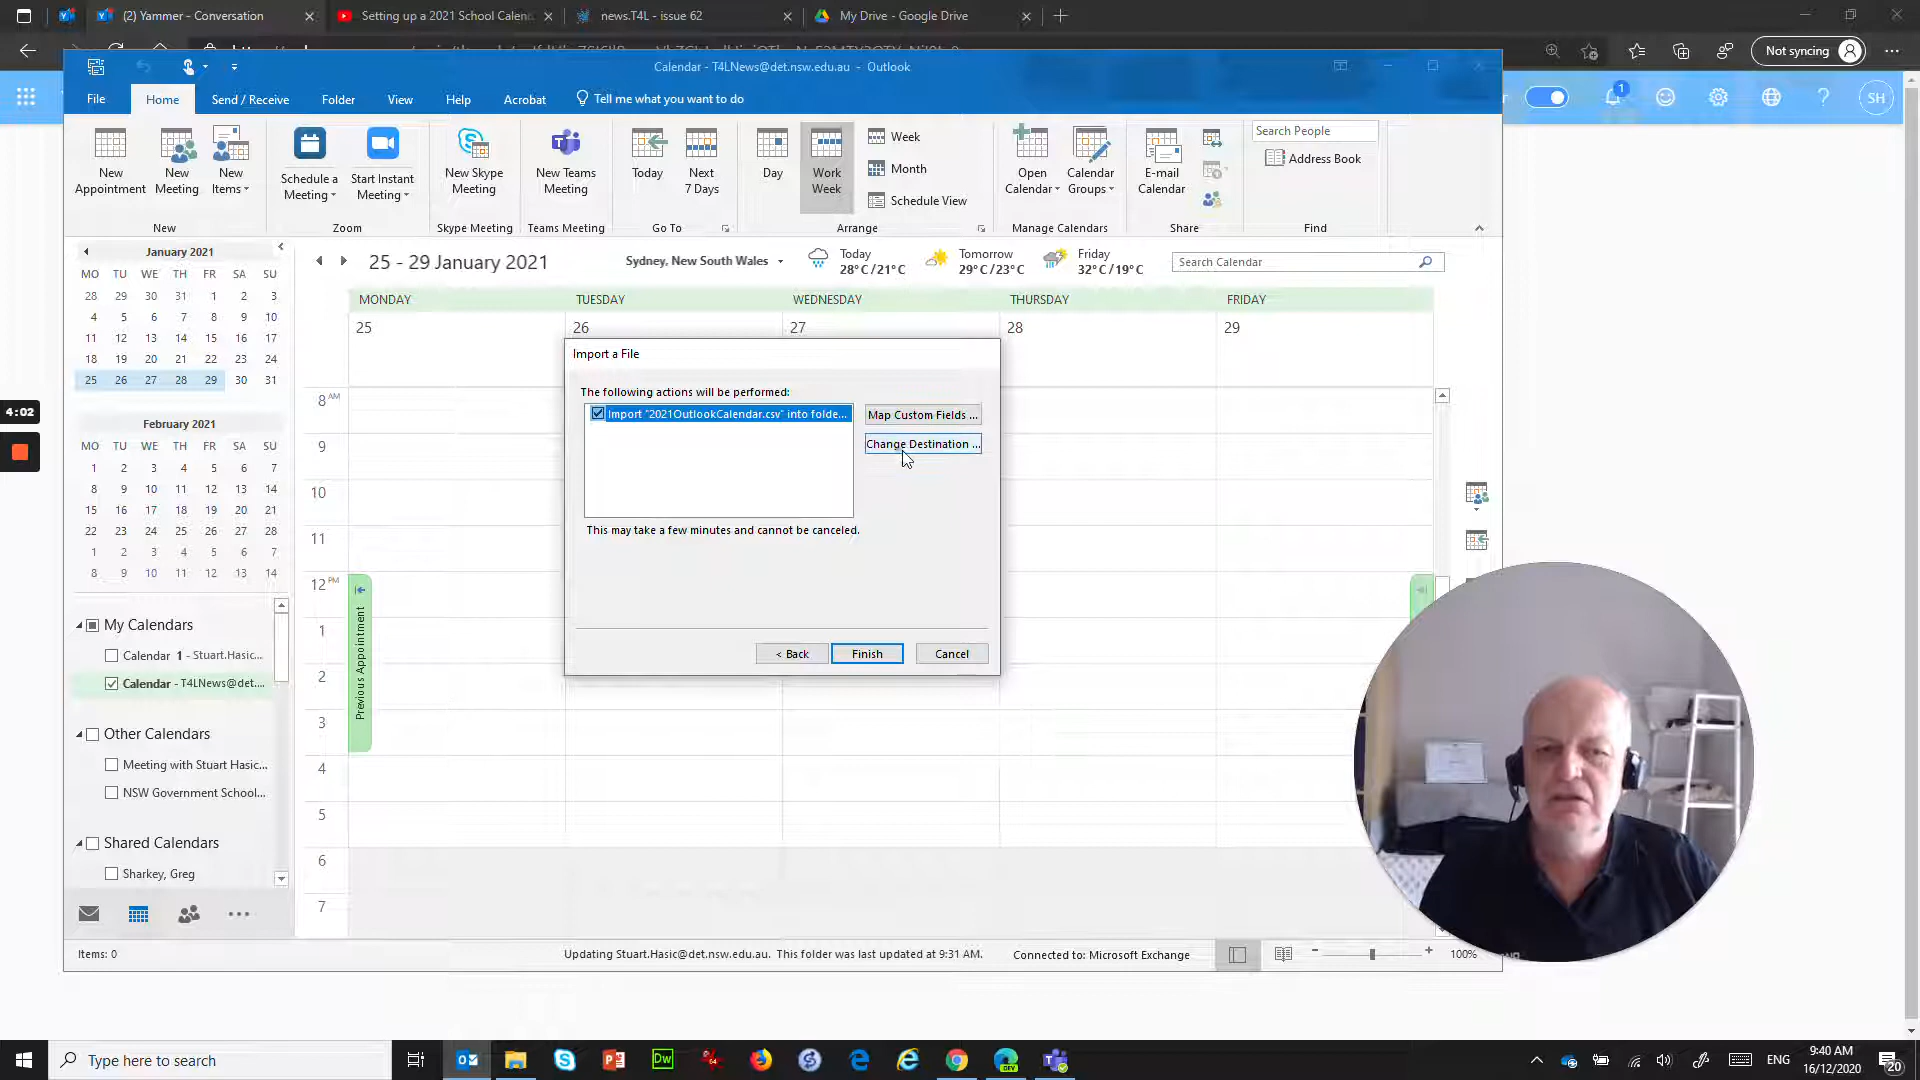 (2) Yammer - Conversation
Setting up a 2021 School Calend
news.T4L - issue 62
My Drive - Google Drive
Not syncing
Calendar - T4LNews@det.nsw.edu.au - Outlook
File
Home
Send / Receive
Folder
View
Help
Acrobat
Tell me what you want to do
1
SH
New
Appointment
New
Meeting
New
Items
Schedule a
Meeting
Start Instant
Meeting
New Skype
Meeting
New Teams
Meeting
Today
Next
7 Days
Day
Work
Week
Week
Month
Schedule View
Open
Calendar
Calendar
Groups
E-mail
Calendar
Search People
Address Book
New
Zoom
Skype Meeting
Teams Meeting
Go To
Arrange
Manage Calendars
Share
Find
January 2021
MO TU WE TH FR SA SU
28 29 30 31 1 2 3
4 5 6 7 8 9 10
11 12 13 14 15 16 17
18 19 20 21 22 23 24
25 26 27 28 29 30 31
February 2021
MO TU WE TH FR SA SU
1 2 3 4 5 6 7
8 9 10 11 12 13 14
15 16 17 18 19 20 21
22 23 24 25 26 27 28
1 2 3 4 5 6 7
8 9 10 11 12 13 14
My Calendars
Calendar 1 - Stuart.Hasic...
Calendar - T4LNews@det....
Other Calendars
Meeting with Stuart Hasic...
NSW Government School...
Shared Calendars
Sharkey, Greg
25 - 29 January 2021
Sydney, New South Wales
Today
28°C/21°C
Tomorrow
29°C/23°C
Friday
32°C/19°C
Search Calendar
MONDAY TUESDAY WEDNESDAY THURSDAY FRIDAY
25 26 27 28 29
8 AM
9
10
11
12 PM
1
2
3
4
5
6
7
Previous Appointment
Import a File
The following actions will be performed:
Import "2021OutlookCalendar.csv" into folde...
Map Custom Fields ...
Change Destination ...
This may take a few minutes and cannot be canceled.
< Back
Finish
Cancel
4:02
Items: 0
Updating Stuart.Hasic@det.nsw.edu.au. This folder was last updated at 9:31 AM.
Connected to: Microsoft Exchange
100%
Type here to search
ENG
9:40 AM
16/12/2020
20